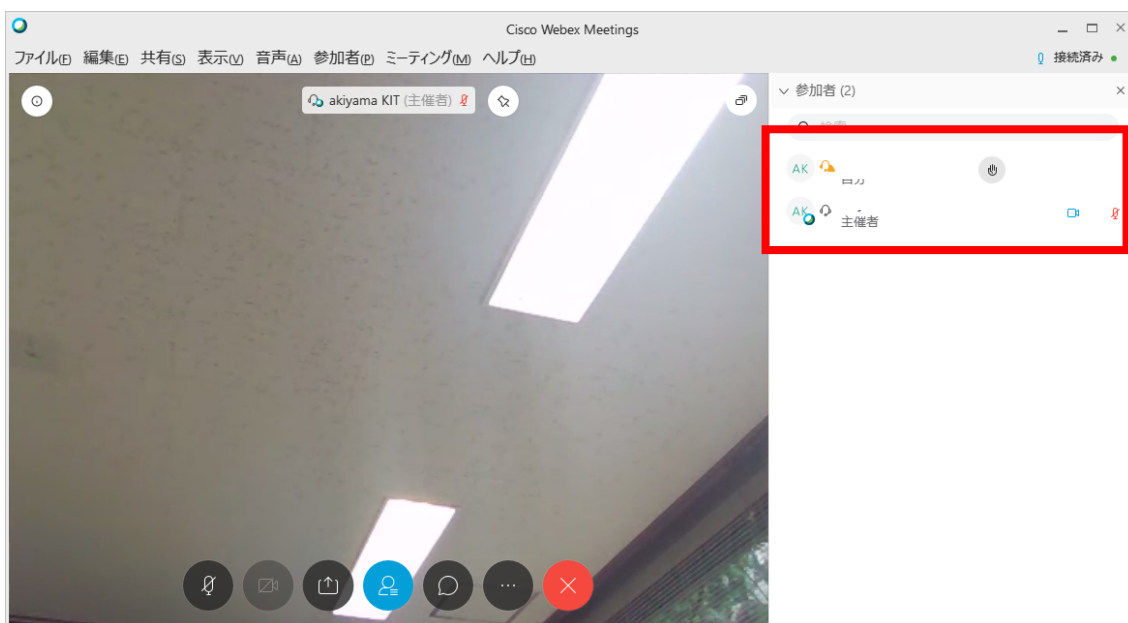 Cisco Webex Meetings
ファイル(F) 編集(E) 共有(S) 表示(V) 音声(A) 参加者(P) ミーティング(M) ヘルプ(H)
接続済み
akiyama KIT (主催者)
参加者 (2)
AK
AK
主催者